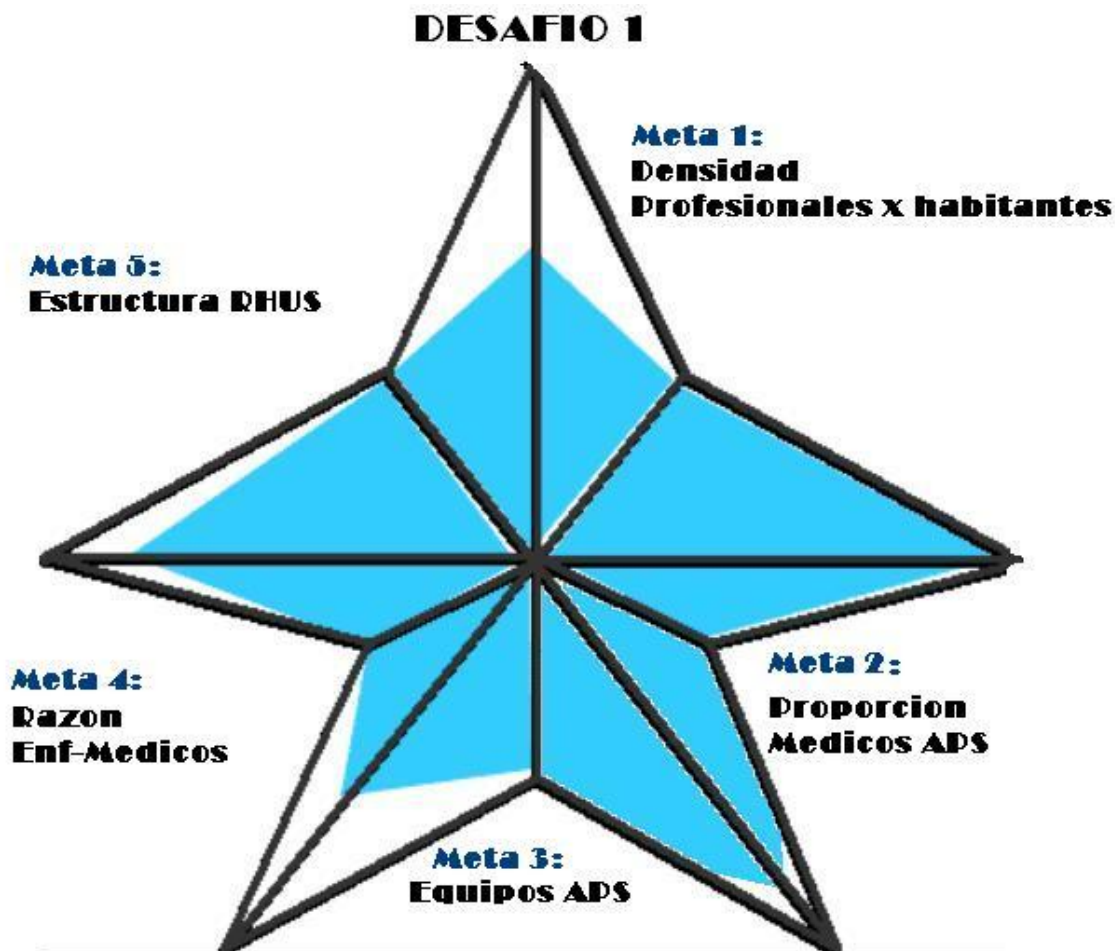 DESAFIO 1
Meta 1:
Densidad
Profesionales x habitantes
Meta 5:
Estructura RHUS
Meta 4:
Razon
Enf-Medicos
Meta 2:
Proporcion
Medicos APS
Meta 3:
Equipos APS